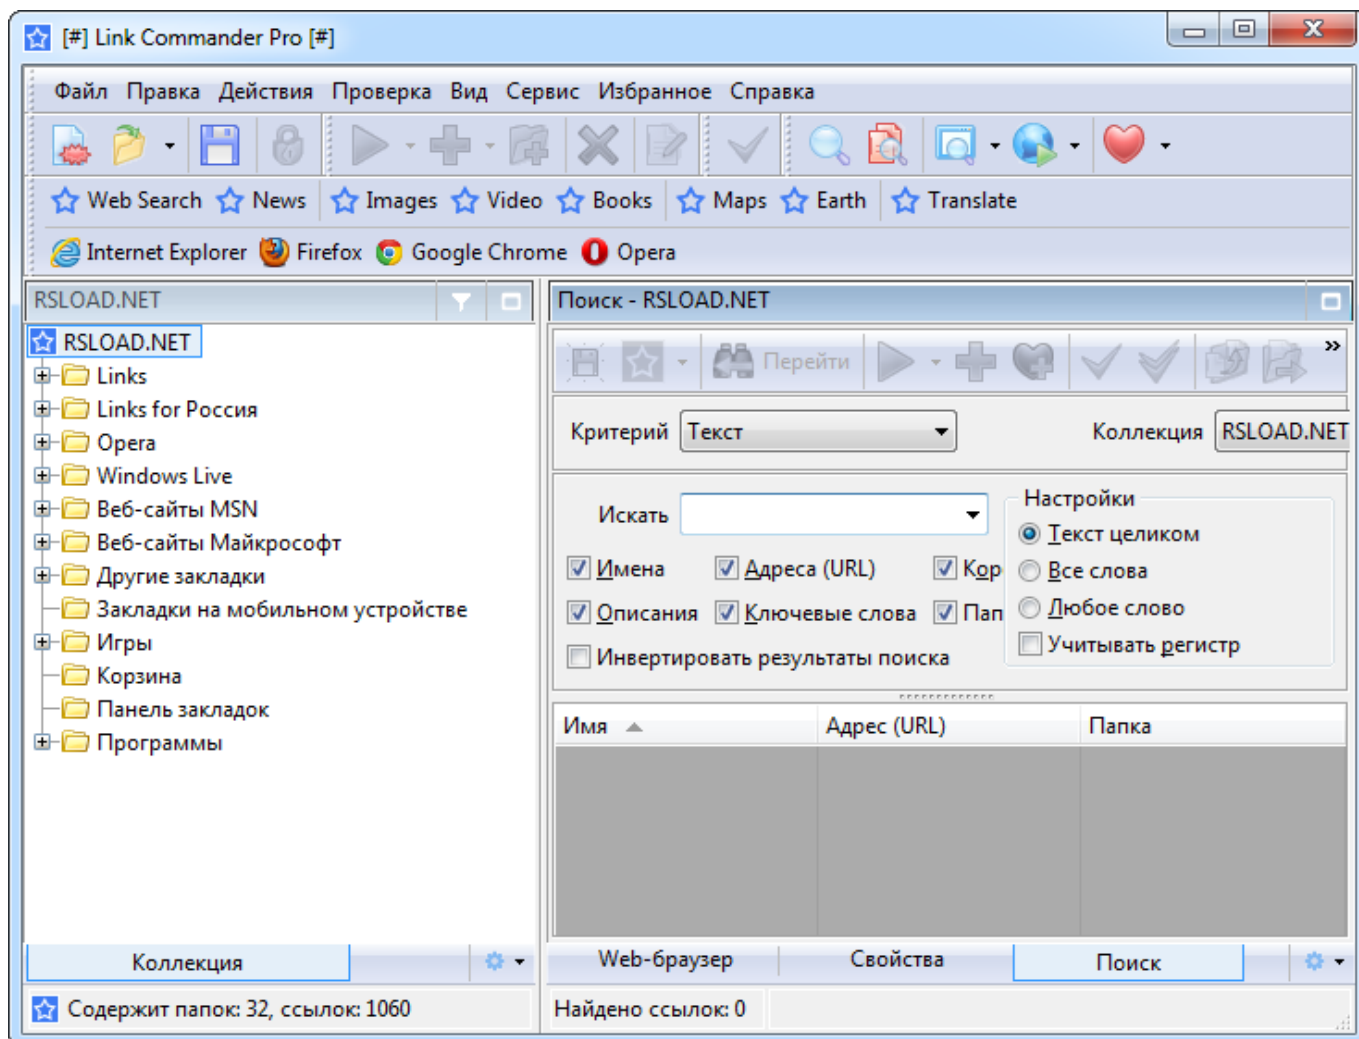 [#] Link Commander Pro [#]
Файл Правка Действия Проверка Вид Сервис Избранное Справка
Web Search News Images Video Books Maps Earth Translate
Internet Explorer Firefox Google Chrome Opera
RSLOAD.NET
RSLOAD.NET
Links
Links for Россия
Opera
Windows Live
Веб-сайты MSN
Веб-сайты Майкрософт
Другие закладки
Закладки на мобильном устройстве
Игры
Корзина
Панель закладок
Программы
Коллекция
Содержит папок: 32, ссылок: 1060
Поиск - RSLOAD.NET
Перейти
Критерий Текст Коллекция RSLOAD.NET
Искать
Имена Адреса (URL) Кор
Описания Ключевые слова Пап
Инвертировать результаты поиска
Настройки
Текст целиком
Все слова
Любое слово
Учитывать регистр
Имя Адрес (URL) Папка
Web-браузер Свойства Поиск
Найдено ссылок: 0